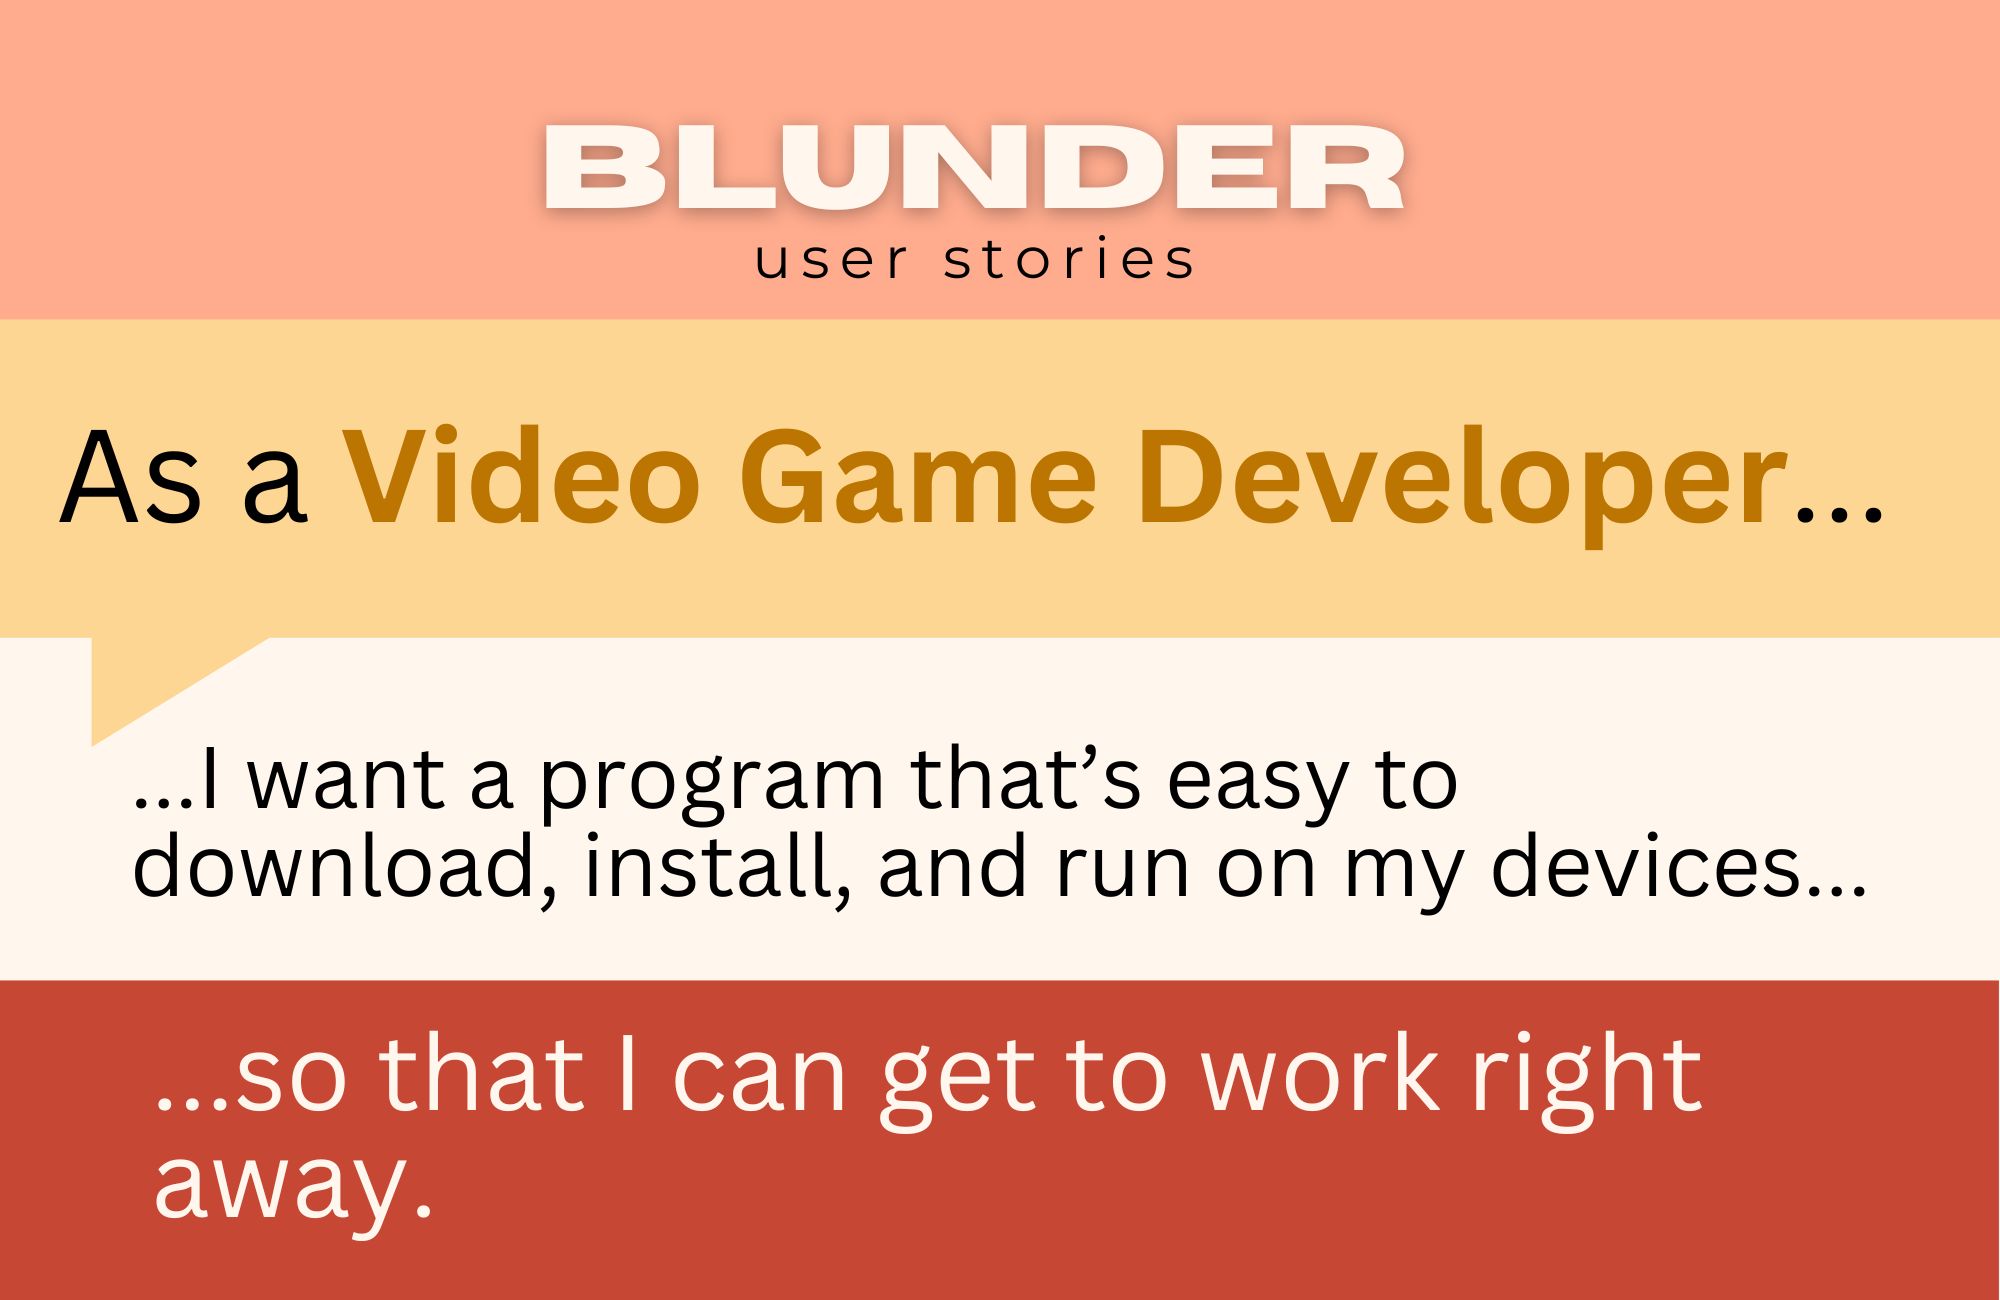 BLUNDER
user stories
As a Video Game Developer...
...I want a program that’s easy to
download, install, and run on my devices...
...so that I can get to work right
away.